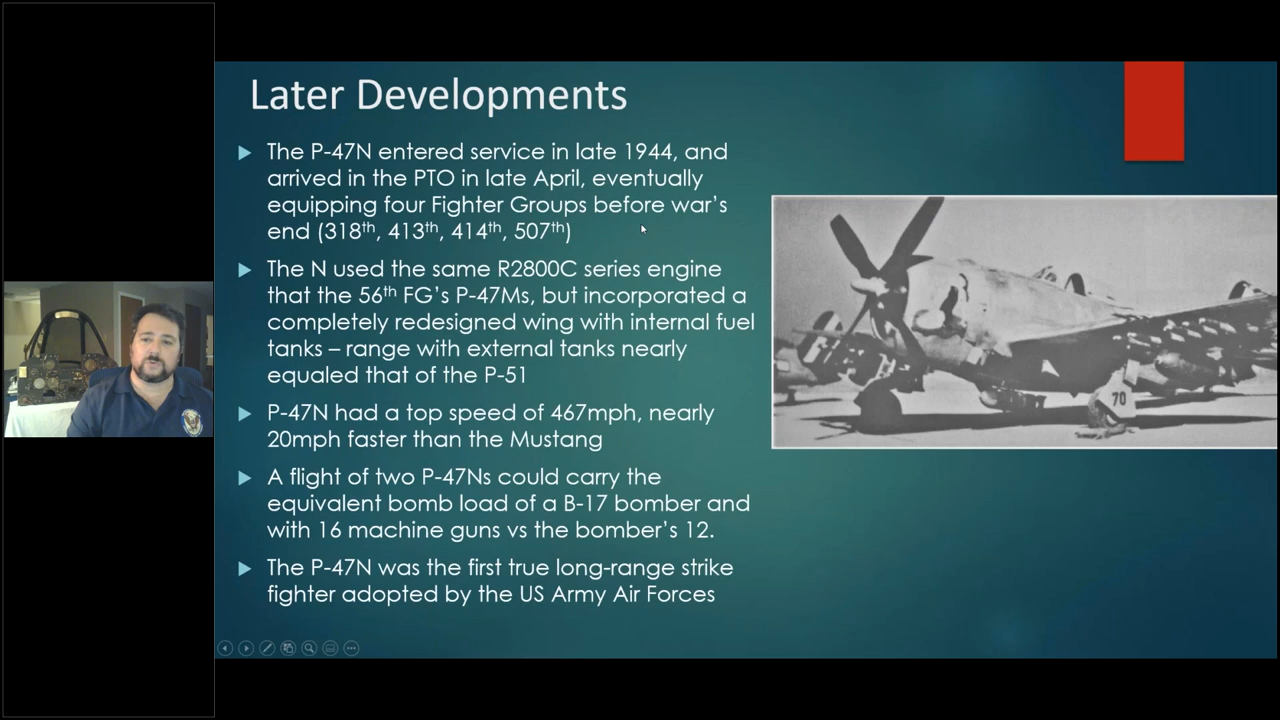 Later Developments
The P-47N entered service in late 1944, and
arrived in the PTO in late April, eventually
equipping four Fighter Groups before war's
end (318th, 413th, 414th, 507th)
The N used the same R2800C series engine
that the 56th FG's P-47Ms, but incorporated a
completely redesigned wing with internal fuel
tanks – range with external tanks nearly
equaled that of the P-51
P-47N had a top speed of 467mph, nearly
20mph faster than the Mustang
A flight of two P-47Ns could carry the
equivalent bomb load of a B-17 bomber and
with 16 machine guns vs the bomber's 12.
The P-47N was the first true long-range strike
fighter adopted by the US Army Air Forces
70